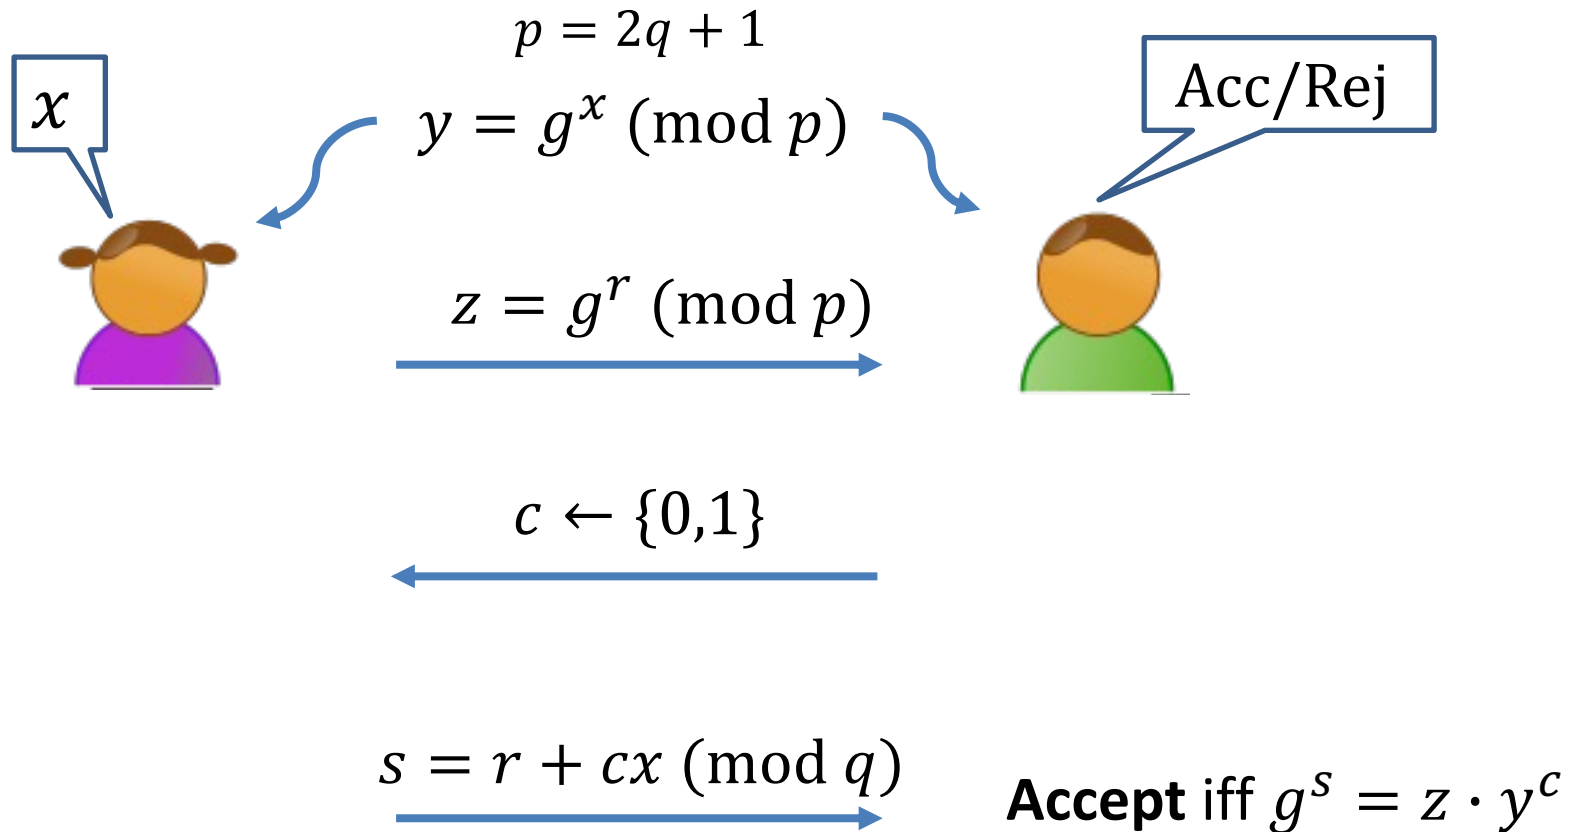 p = 2q + 1
x
y = g^x (mod p)
Acc/Rej
z = g^r (mod p)
c ← {0,1}
s = r + cx (mod q)
Accept iff g^s = z · y^c